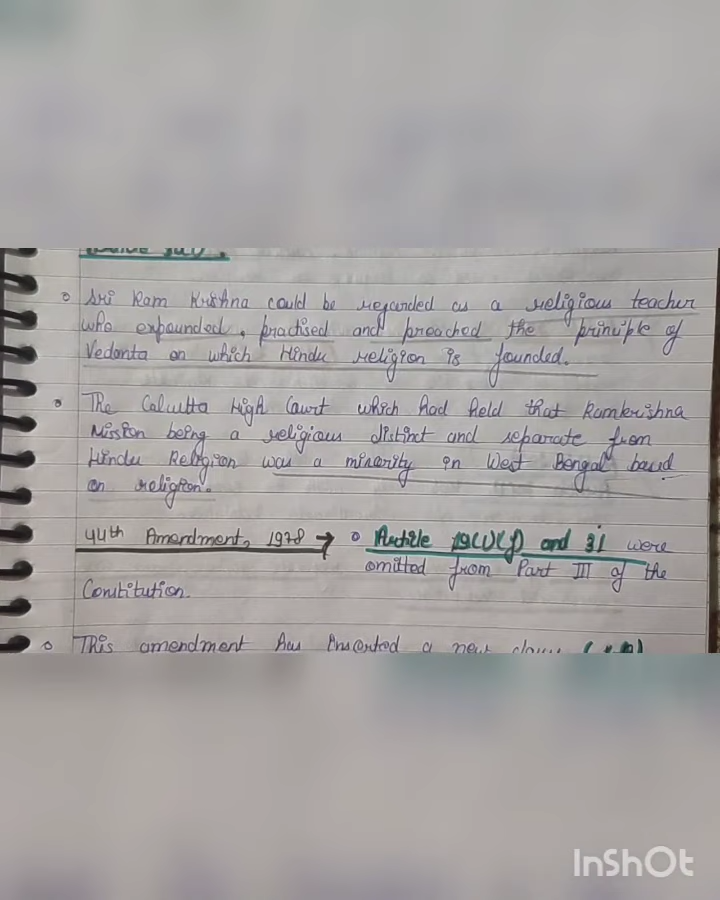 Sri Ram Krishna could be regarded as a religious teacher
who expounded, practised and preached the principle of
Vedanta on which Hindu religion is founded.
The Calcutta High Court which had held that Ramkrishna
Mission being a religious distinct and separate from
Hindu Religion was a minority in West Bengal based
on religion.
44th Amendment, 1978 → Article 19(1)(f) and 31 were
omitted from Part III of the
Constitution.
This amendment has inserted a new clause
InShOt